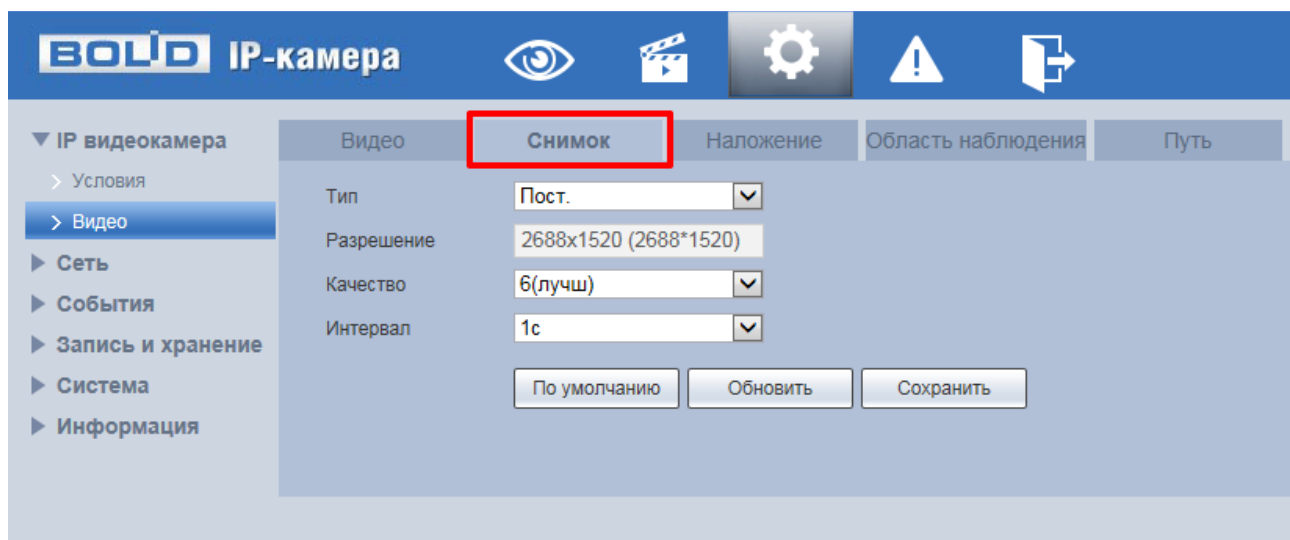 BOLID IP-камера
IP видеокамера
Условия
Видео
Сеть
События
Запись и хранение
Система
Информация
Видео Снимок Наложение Область наблюдения Путь
Тип Пост.
Разрешение 2688x1520 (2688*1520)
Качество 6(лучш)
Интервал 1с
По умолчанию Обновить Сохранить